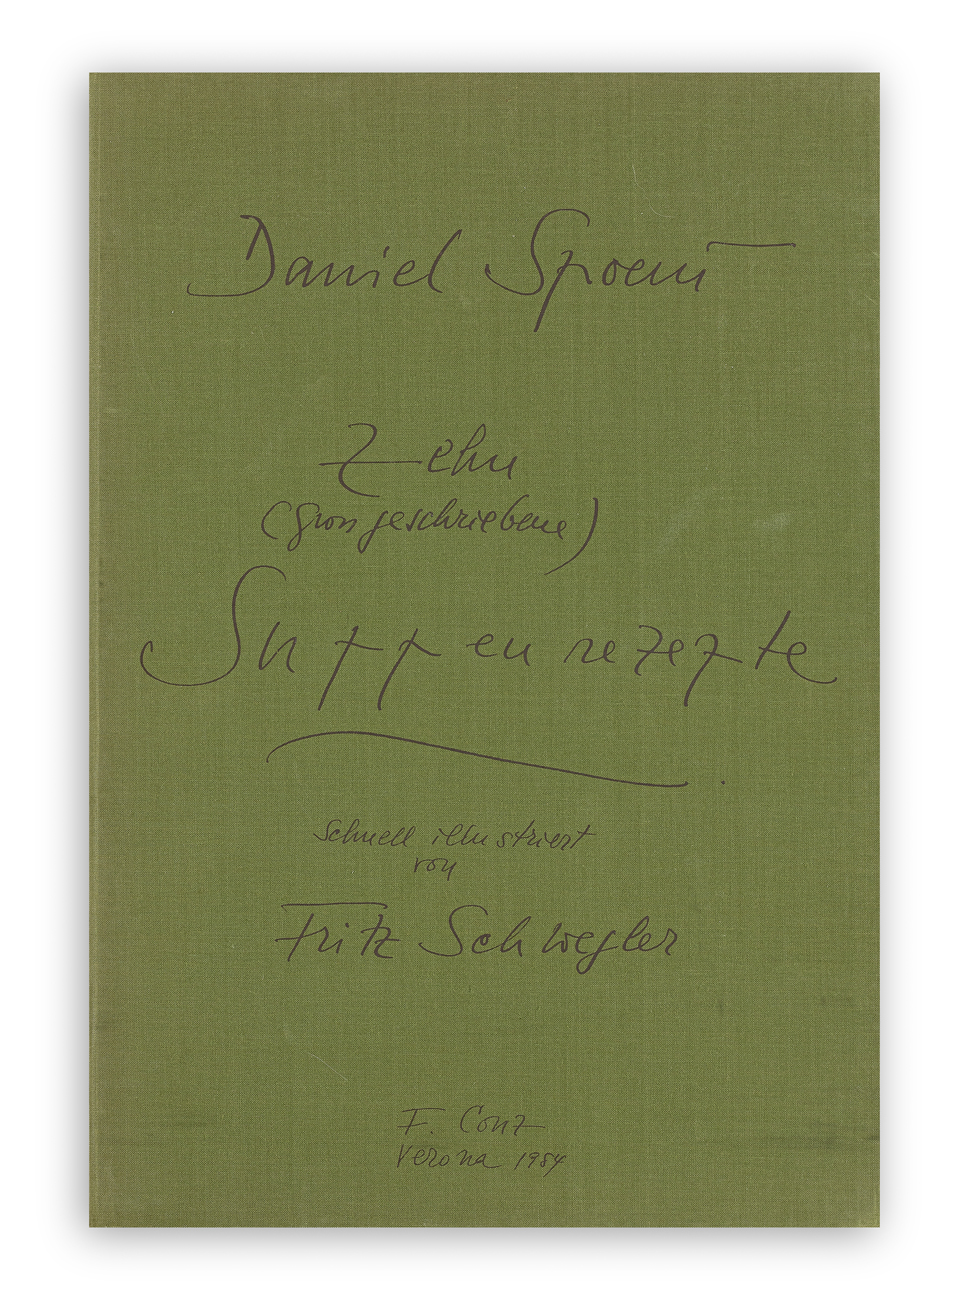 Daniel Spoerri
Zehn
(gross geschriebene)
Suppenrezepte
schnell illustriert
von
Fritz Schwegler
F. Conz
Verona 1984